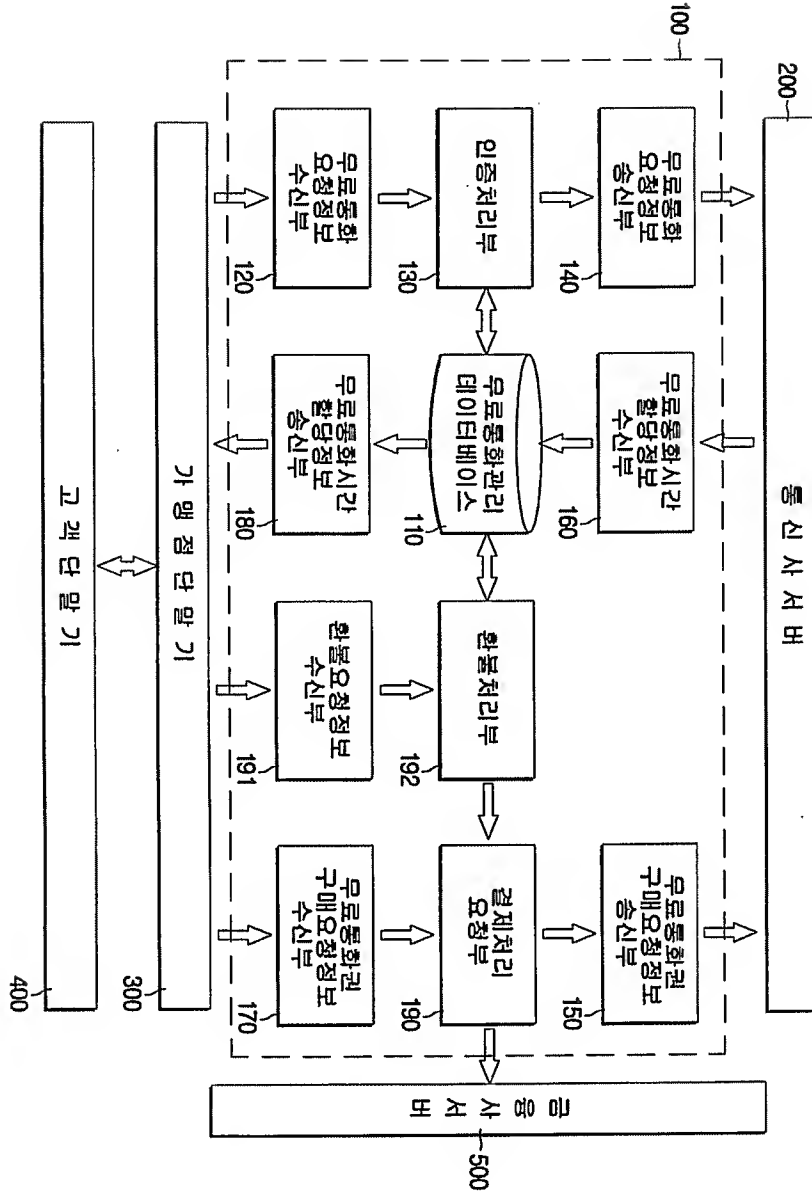 200
통신사서버
100
무료통화
요청정보
송신부
140
무료통화시간
할당정보
수신부
160
무료통화권
구매요청정보
송신부
150
인증처리부
130
무료통화관리
데이터베이스
110
환불처리부
192
결제처리
요청부
190
금융사서버
500
무료통화
요청정보
수신부
120
무료통화시간
할당정보
송신부
180
환불요청정보
수신부
191
무료통화권
구매요청정보
수신부
170
가맹점단말기
300
고객단말기
400